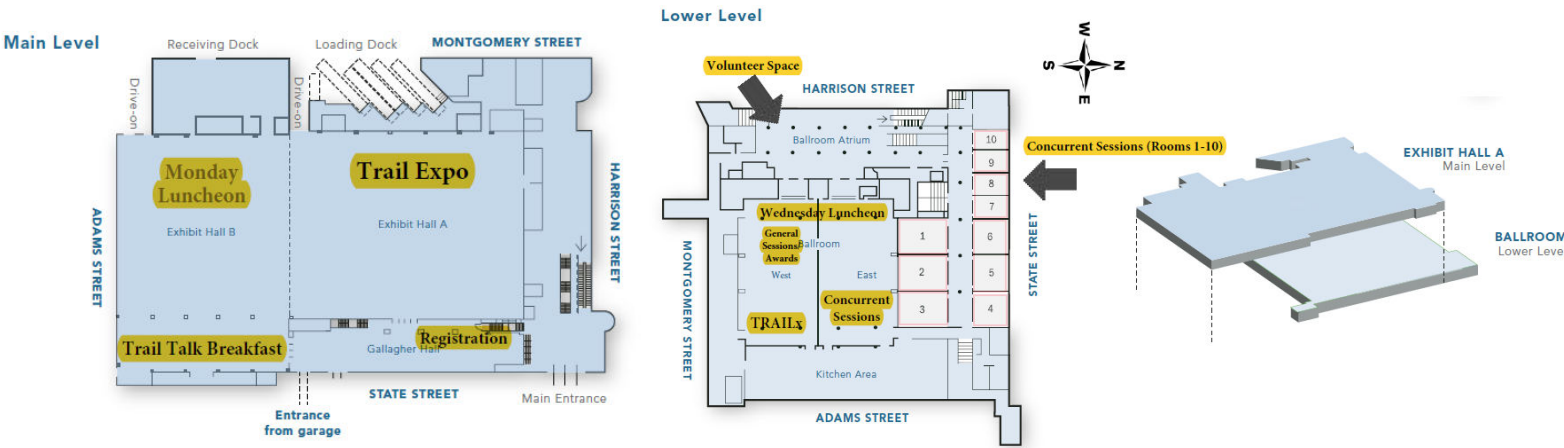 Main Level
Receiving Dock
Loading Dock
MONTGOMERY STREET
Drive-on
Drive-on
Monday
Luncheon
Trail Expo
Exhibit Hall B
Exhibit Hall A
ADAMS STREET
HARRISON STREET
Trail Talk Breakfast
Registration
Gallagher Hall
STATE STREET
Main Entrance
Entrance
from garage
Lower Level
Volunteer Space
HARRISON STREET
Ballroom Atrium
10
9
8
7
Concurrent Sessions (Rooms 1-10)
Wednesday Luncheon
General
Sessions/
Awards
Ballroom
West
East
1
6
2
5
3
4
Concurrent
Sessions
TRAILx
MONTGOMERY STREET
STATE STREET
Kitchen Area
ADAMS STREET
W
S
N
E
EXHIBIT HALL A
Main Level
BALLROOM
Lower Leve